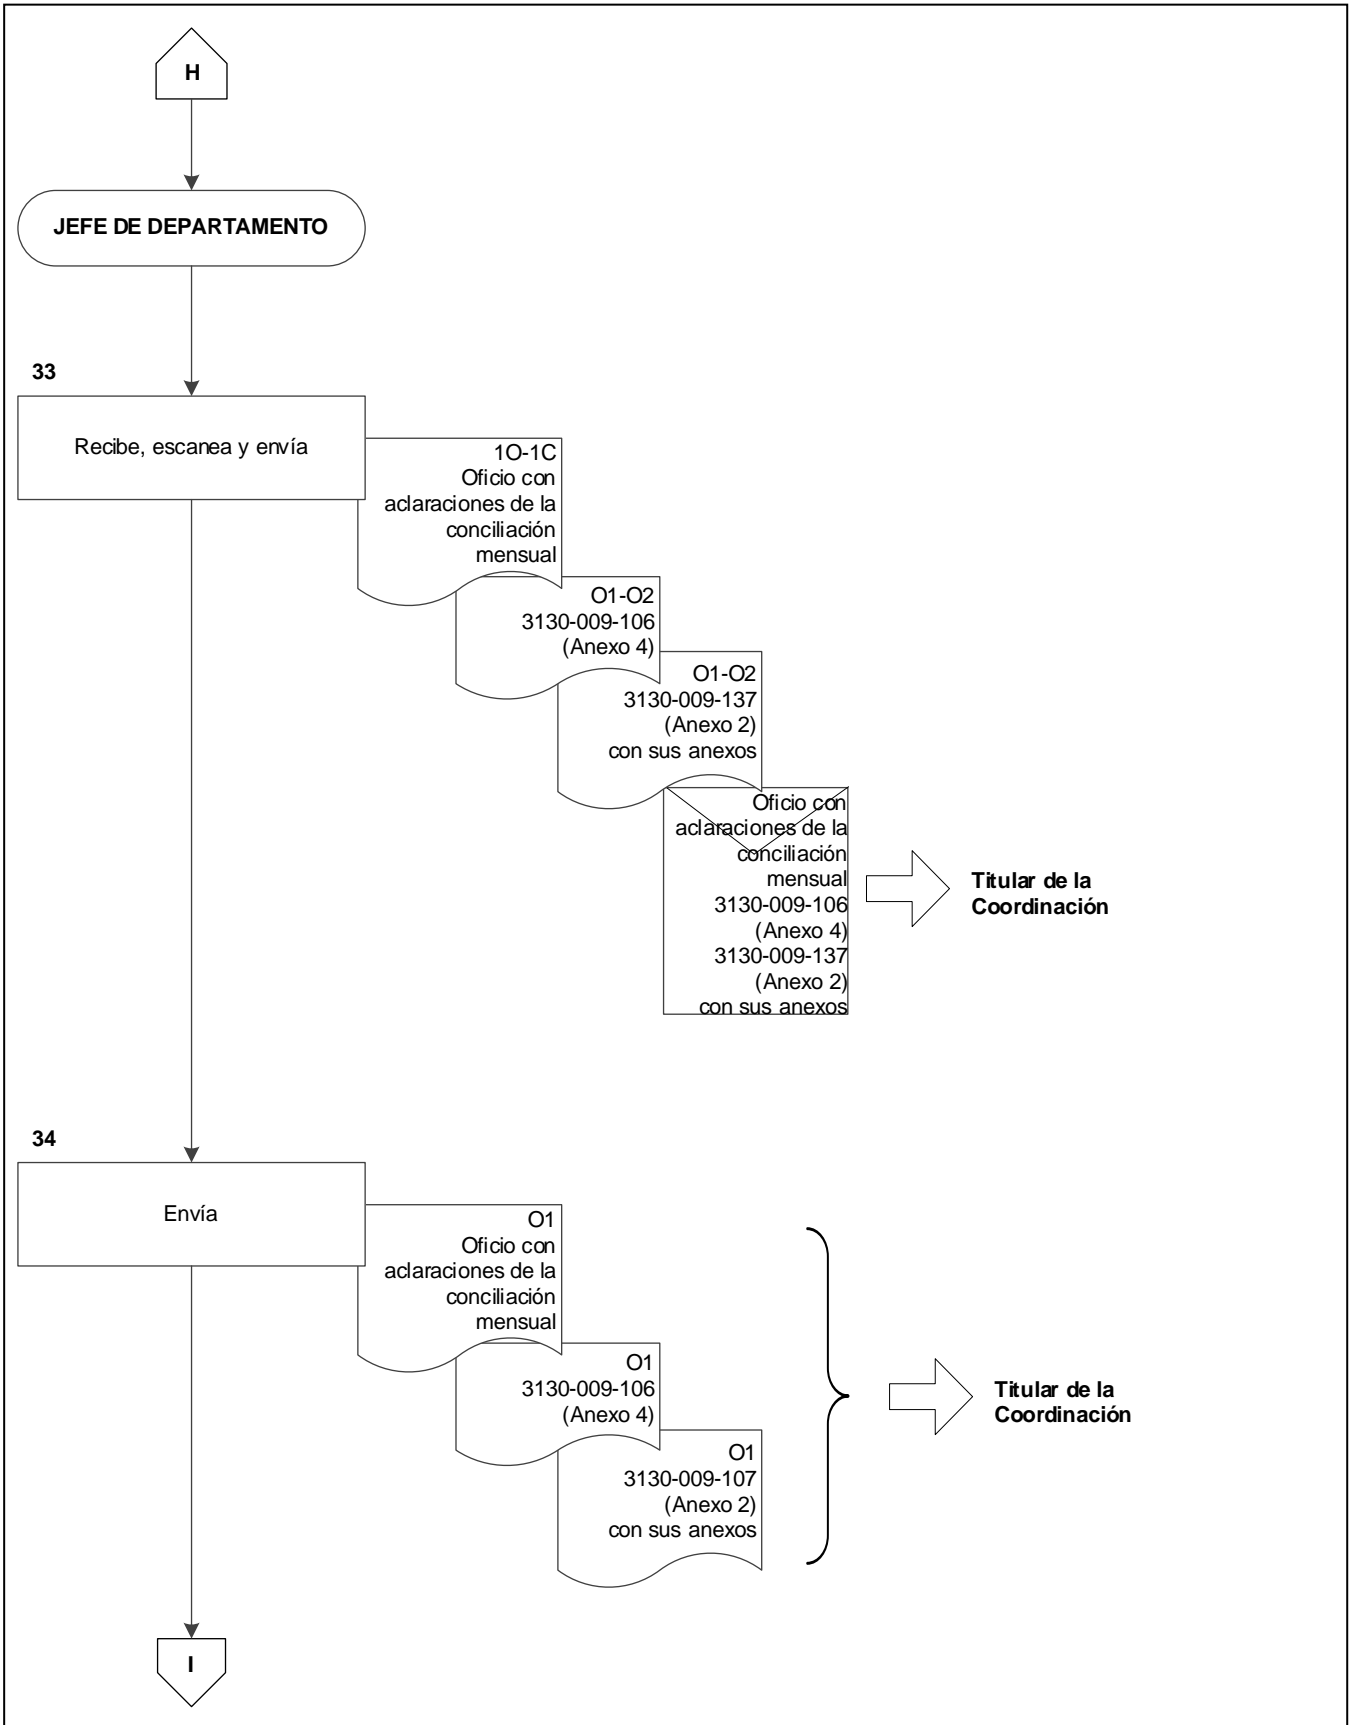 H
JEFE DE DEPARTAMENTO
33
Recibe, escanea y envía
1O-1C
Oficio con
aclaraciones de la
conciliación
mensual
O1-O2
3130-009-106
(Anexo 4)
O1-O2
3130-009-137
(Anexo 2)
con sus anexos
Oficio con
aclaraciones de la
conciliación
mensual
3130-009-106
(Anexo 4)
3130-009-137
(Anexo 2)
con sus anexos
Titular de la
Coordinación
34
Envía
O1
Oficio con
aclaraciones de la
conciliación
mensual
O1
3130-009-106
(Anexo 4)
O1
3130-009-107
(Anexo 2)
con sus anexos
Titular de la
Coordinación
I